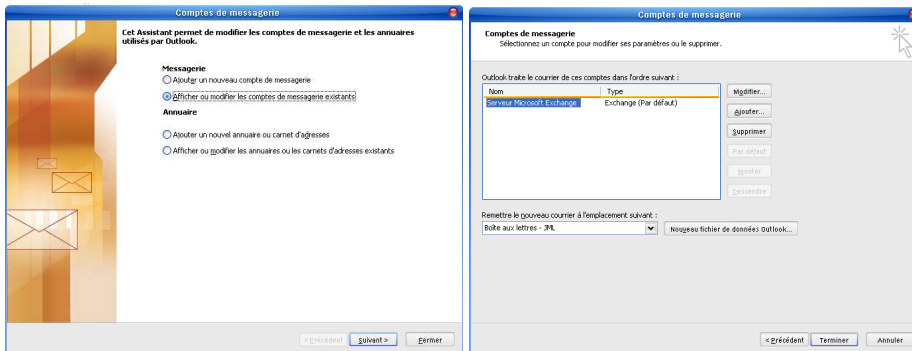 Comptes de messagerie
Cet Assistant permet de modifier les comptes de messagerie et les annuaires
utilisés par Outlook.
Messagerie
Ajouter un nouveau compte de messagerie
Afficher ou modifier les comptes de messagerie existants
Annuaire
Ajouter un nouvel annuaire ou carnet d'adresses
Afficher ou modifier les annuaires ou les carnets d'adresses existants
< Précédent Suivant > Fermer
Comptes de messagerie
Comptes de messagerie
Sélectionnez un compte pour modifier ses paramètres ou le supprimer.
Outlook traite le courrier de ces comptes dans l'ordre suivant :
Nom Type
Serveur Microsoft Exchange Exchange (Par défaut)
Modifier...
Ajouter...
Supprimer
Par défaut
Monter
Descendre
Remettre le nouveau courrier à l'emplacement suivant :
Boîte aux lettres - JML Nouveau fichier de données Outlook...
< Précédent Terminer Annuler